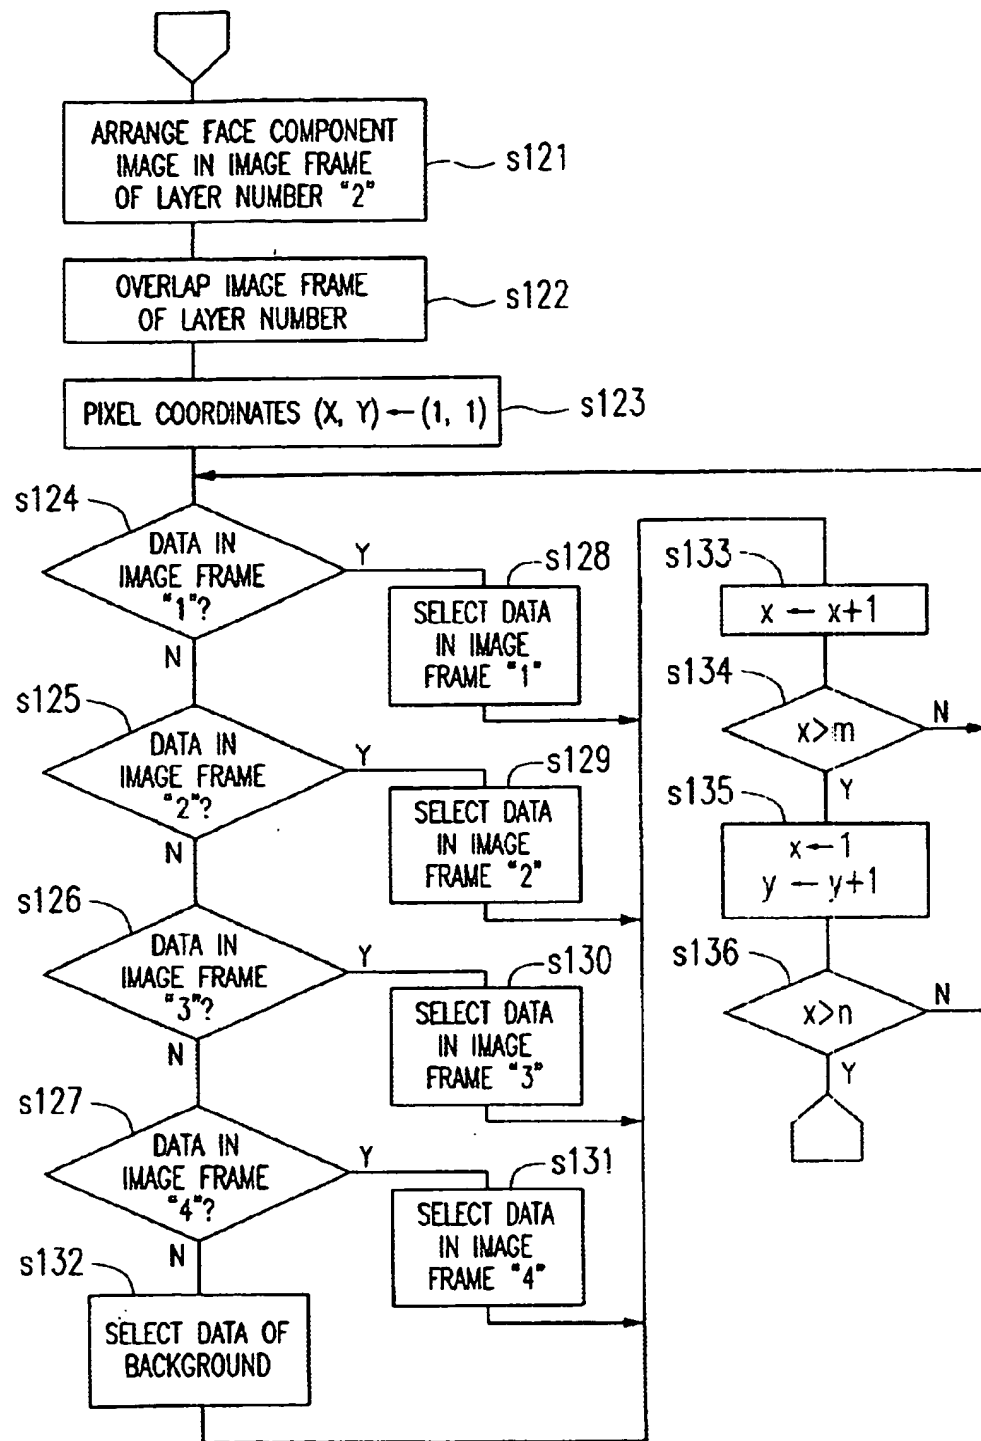 ARRANGE FACE COMPONENT
IMAGE IN IMAGE FRAME
OF LAYER NUMBER "2"
s121
OVERLAP IMAGE FRAME
OF LAYER NUMBER
s122
PIXEL COORDINATES (X, Y) ← (1, 1)
s123
s124
DATA IN
IMAGE FRAME
"1"?
Y
N
s128
SELECT DATA
IN IMAGE
FRAME "1"
s125
DATA IN
IMAGE FRAME
"2"?
Y
N
s129
SELECT DATA
IN IMAGE
FRAME "2"
s126
DATA IN
IMAGE FRAME
"3"?
Y
N
s130
SELECT DATA
IN IMAGE
FRAME "3"
s127
DATA IN
IMAGE FRAME
"4"?
Y
N
s131
SELECT DATA
IN IMAGE
FRAME "4"
s132
SELECT DATA OF
BACKGROUND
s133
x ← x+1
s134
x>m
N
Y
s135
x←1
y ← y+1
s136
x>n
N
Y